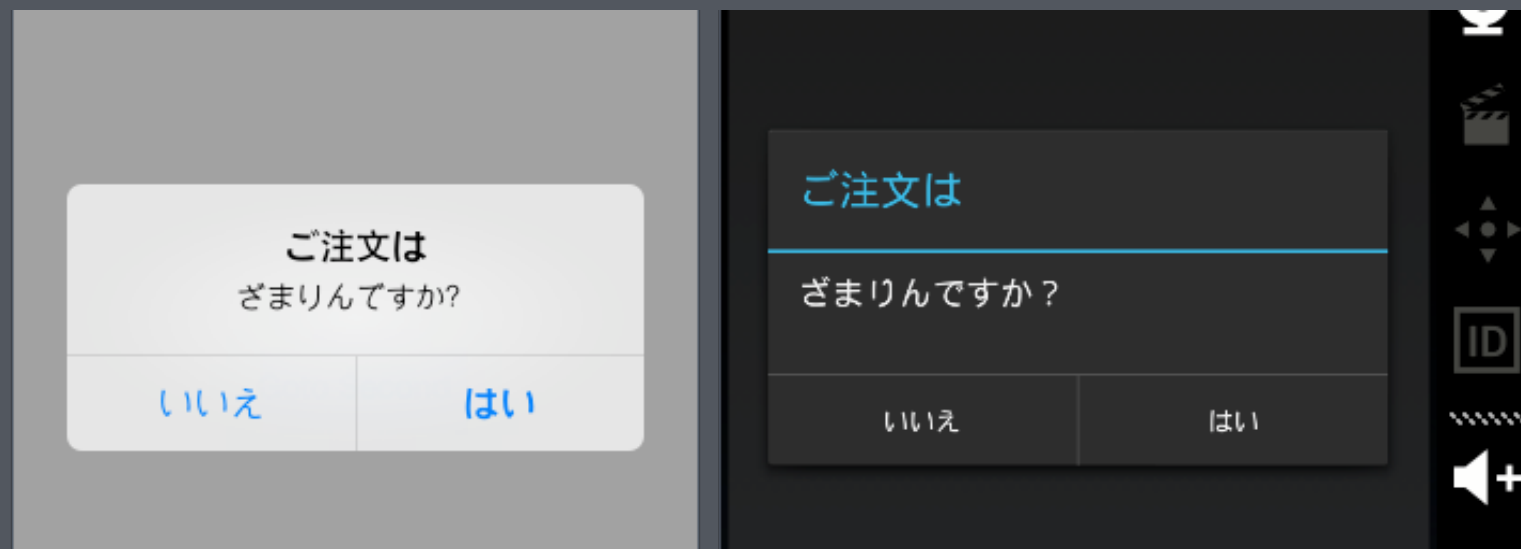 ご注文は
ざまりんですか?
いいえ
はい
ご注文は
ざまりんですか？
いいえ
はい
ID